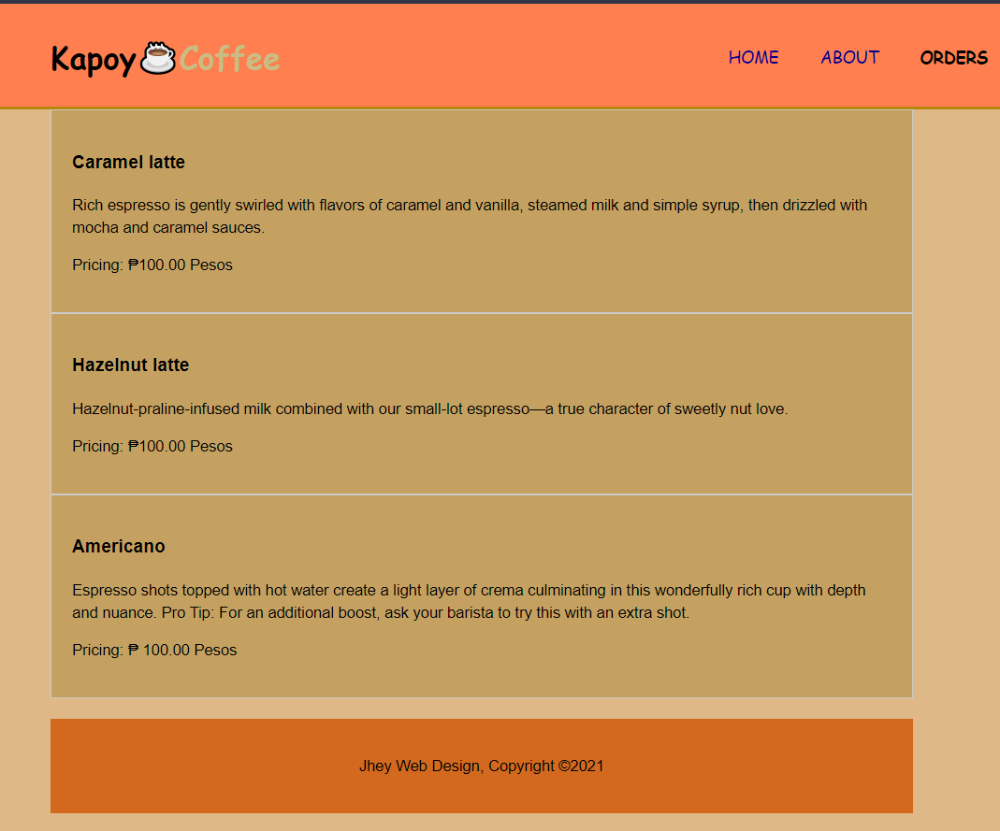 Kapoy Coffee HOME ABOUT ORDERS
Caramel latte
Rich espresso is gently swirled with flavors of caramel and vanilla, steamed milk and simple syrup, then drizzled with
mocha and caramel sauces.
Pricing: ₱100.00 Pesos
Hazelnut latte
Hazelnut-praline-infused milk combined with our small-lot espresso—a true character of sweetly nut love.
Pricing: ₱100.00 Pesos
Americano
Espresso shots topped with hot water create a light layer of crema culminating in this wonderfully rich cup with depth
and nuance. Pro Tip: For an additional boost, ask your barista to try this with an extra shot.
Pricing: ₱ 100.00 Pesos
Jhey Web Design, Copyright ©2021